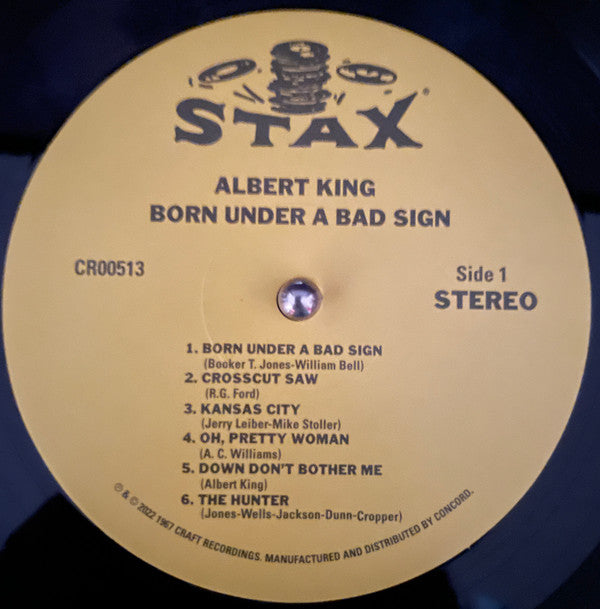 STAX®
ALBERT KING
BORN UNDER A BAD SIGN
CR00513
Side 1
STEREO
1. BORN UNDER A BAD SIGN
(Booker T. Jones-William Bell)
2. CROSSCUT SAW
(R.G. Ford)
3. KANSAS CITY
(Jerry Leiber-Mike Stoller)
4. OH, PRETTY WOMAN
(A. C. Williams)
5. DOWN DON'T BOTHER ME
(Albert King)
6. THE HUNTER
(Jones-Wells-Jackson-Dunn-Cropper)
℗ & © 2022 1967 CRAFT RECORDINGS. MANUFACTURED AND DISTRIBUTED BY CONCORD.